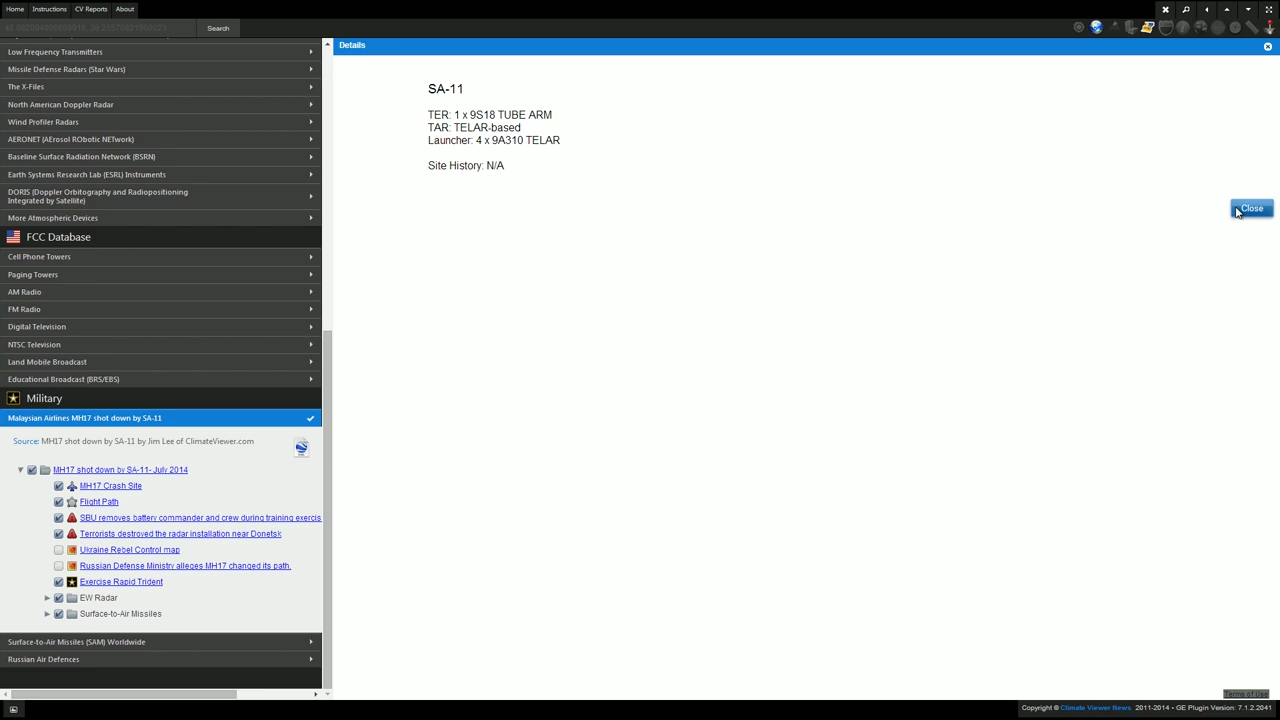 Home Instructions CV Reports About
Search
Low Frequency Transmitters
Missile Defense Radars (Star Wars)
The X-Files
North American Doppler Radar
Wind Profiler Radars
AERONET (AErosol RObotic NETwork)
Baseline Surface Radiation Network (BSRN)
Earth Systems Research Lab (ESRL) Instruments
DORIS (Doppler Orbitography and Radiopositioning
Integrated by Satellite)
More Atmospheric Devices
FCC Database
Cell Phone Towers
Paging Towers
AM Radio
FM Radio
Digital Television
NTSC Television
Land Mobile Broadcast
Educational Broadcast (BRS/EBS)
Military
Malaysian Airlines MH17 shot down by SA-11
Source: MH17 shot down by SA-11 by Jim Lee of ClimateViewer.com
MH17 shot down by SA-11- July 2014
MH17 Crash Site
Flight Path
SBU removes battery commander and crew during training exercis
Terrorists destroyed the radar installation near Donetsk
Ukraine Rebel Control map
Russian Defense Ministry alleges MH17 changed its path.
Exercise Rapid Trident
EW Radar
Surface-to-Air Missiles
Surface-to-Air Missiles (SAM) Worldwide
Russian Air Defences
Details
SA-11
TER: 1 x 9S18 TUBE ARM
TAR: TELAR-based
Launcher: 4 x 9A310 TELAR
Site History: N/A
Close
Terms of Use
Copyright © Climate Viewer News 2011-2014 • GE Plugin Version: 7.1.2.2041